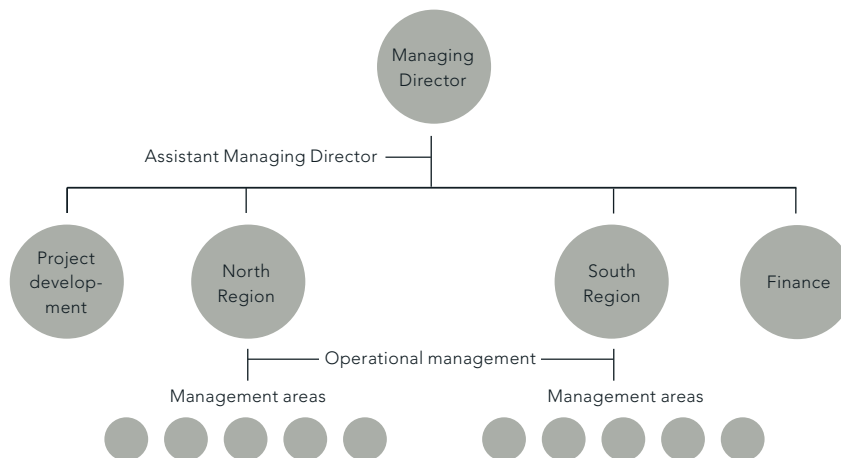 Managing
Director
Assistant Managing Director
Project
develop-
ment
North
Region
South
Region
Finance
Operational management
Management areas
Management areas